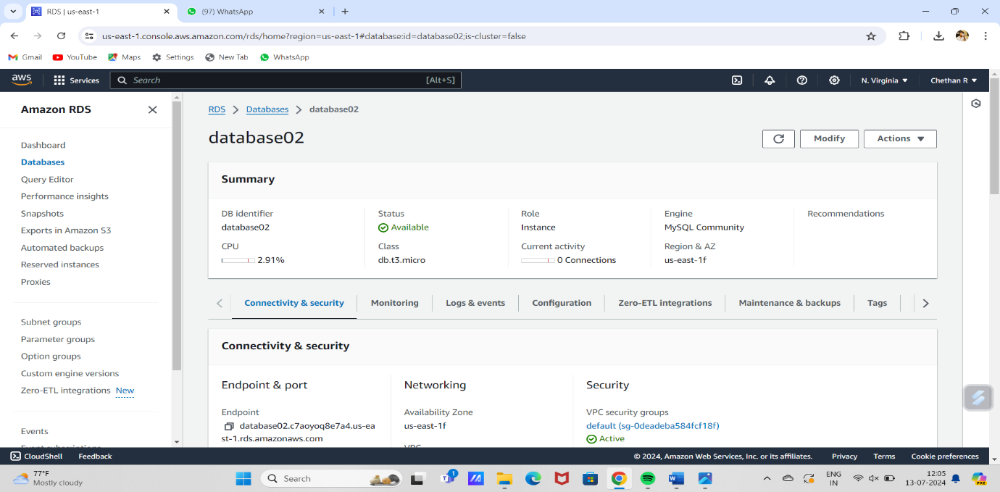 RDS | us-east-1
(97) WhatsApp
us-east-1.console.aws.amazon.com/rds/home?region=us-east-1#database:id=database02;is-cluster=false
Gmail YouTube Maps Settings New Tab WhatsApp
aws Services Search [Alt+S] N. Virginia Chethan R
Amazon RDS
Dashboard
Databases
Query Editor
Performance insights
Snapshots
Exports in Amazon S3
Automated backups
Reserved instances
Proxies
Subnet groups
Parameter groups
Option groups
Custom engine versions
Zero-ETL integrations New
Events
Event subscriptions
RDS > Databases > database02
database02
Modify Actions
Summary
DB identifier
database02
CPU
2.91%
Status
Available
Class
db.t3.micro
Role
Instance
Current activity
0 Connections
Engine
MySQL Community
Region & AZ
us-east-1f
Recommendations
Connectivity & security Monitoring Logs & events Configuration Zero-ETL integrations Maintenance & backups Tags
Connectivity & security
Endpoint & port
Endpoint
database02.c7aoyoq8e7a4.us-ea
st-1.rds.amazonaws.com
Networking
Availability Zone
us-east-1f
VPC
Security
VPC security groups
default (sg-0deadeba584fcf18f)
Active
CloudShell Feedback © 2024, Amazon Web Services, Inc. or its affiliates. Privacy Terms Cookie preferences
77°F
Mostly cloudy
Search
1
ENG
IN
12:05
13-07-2024
PRE